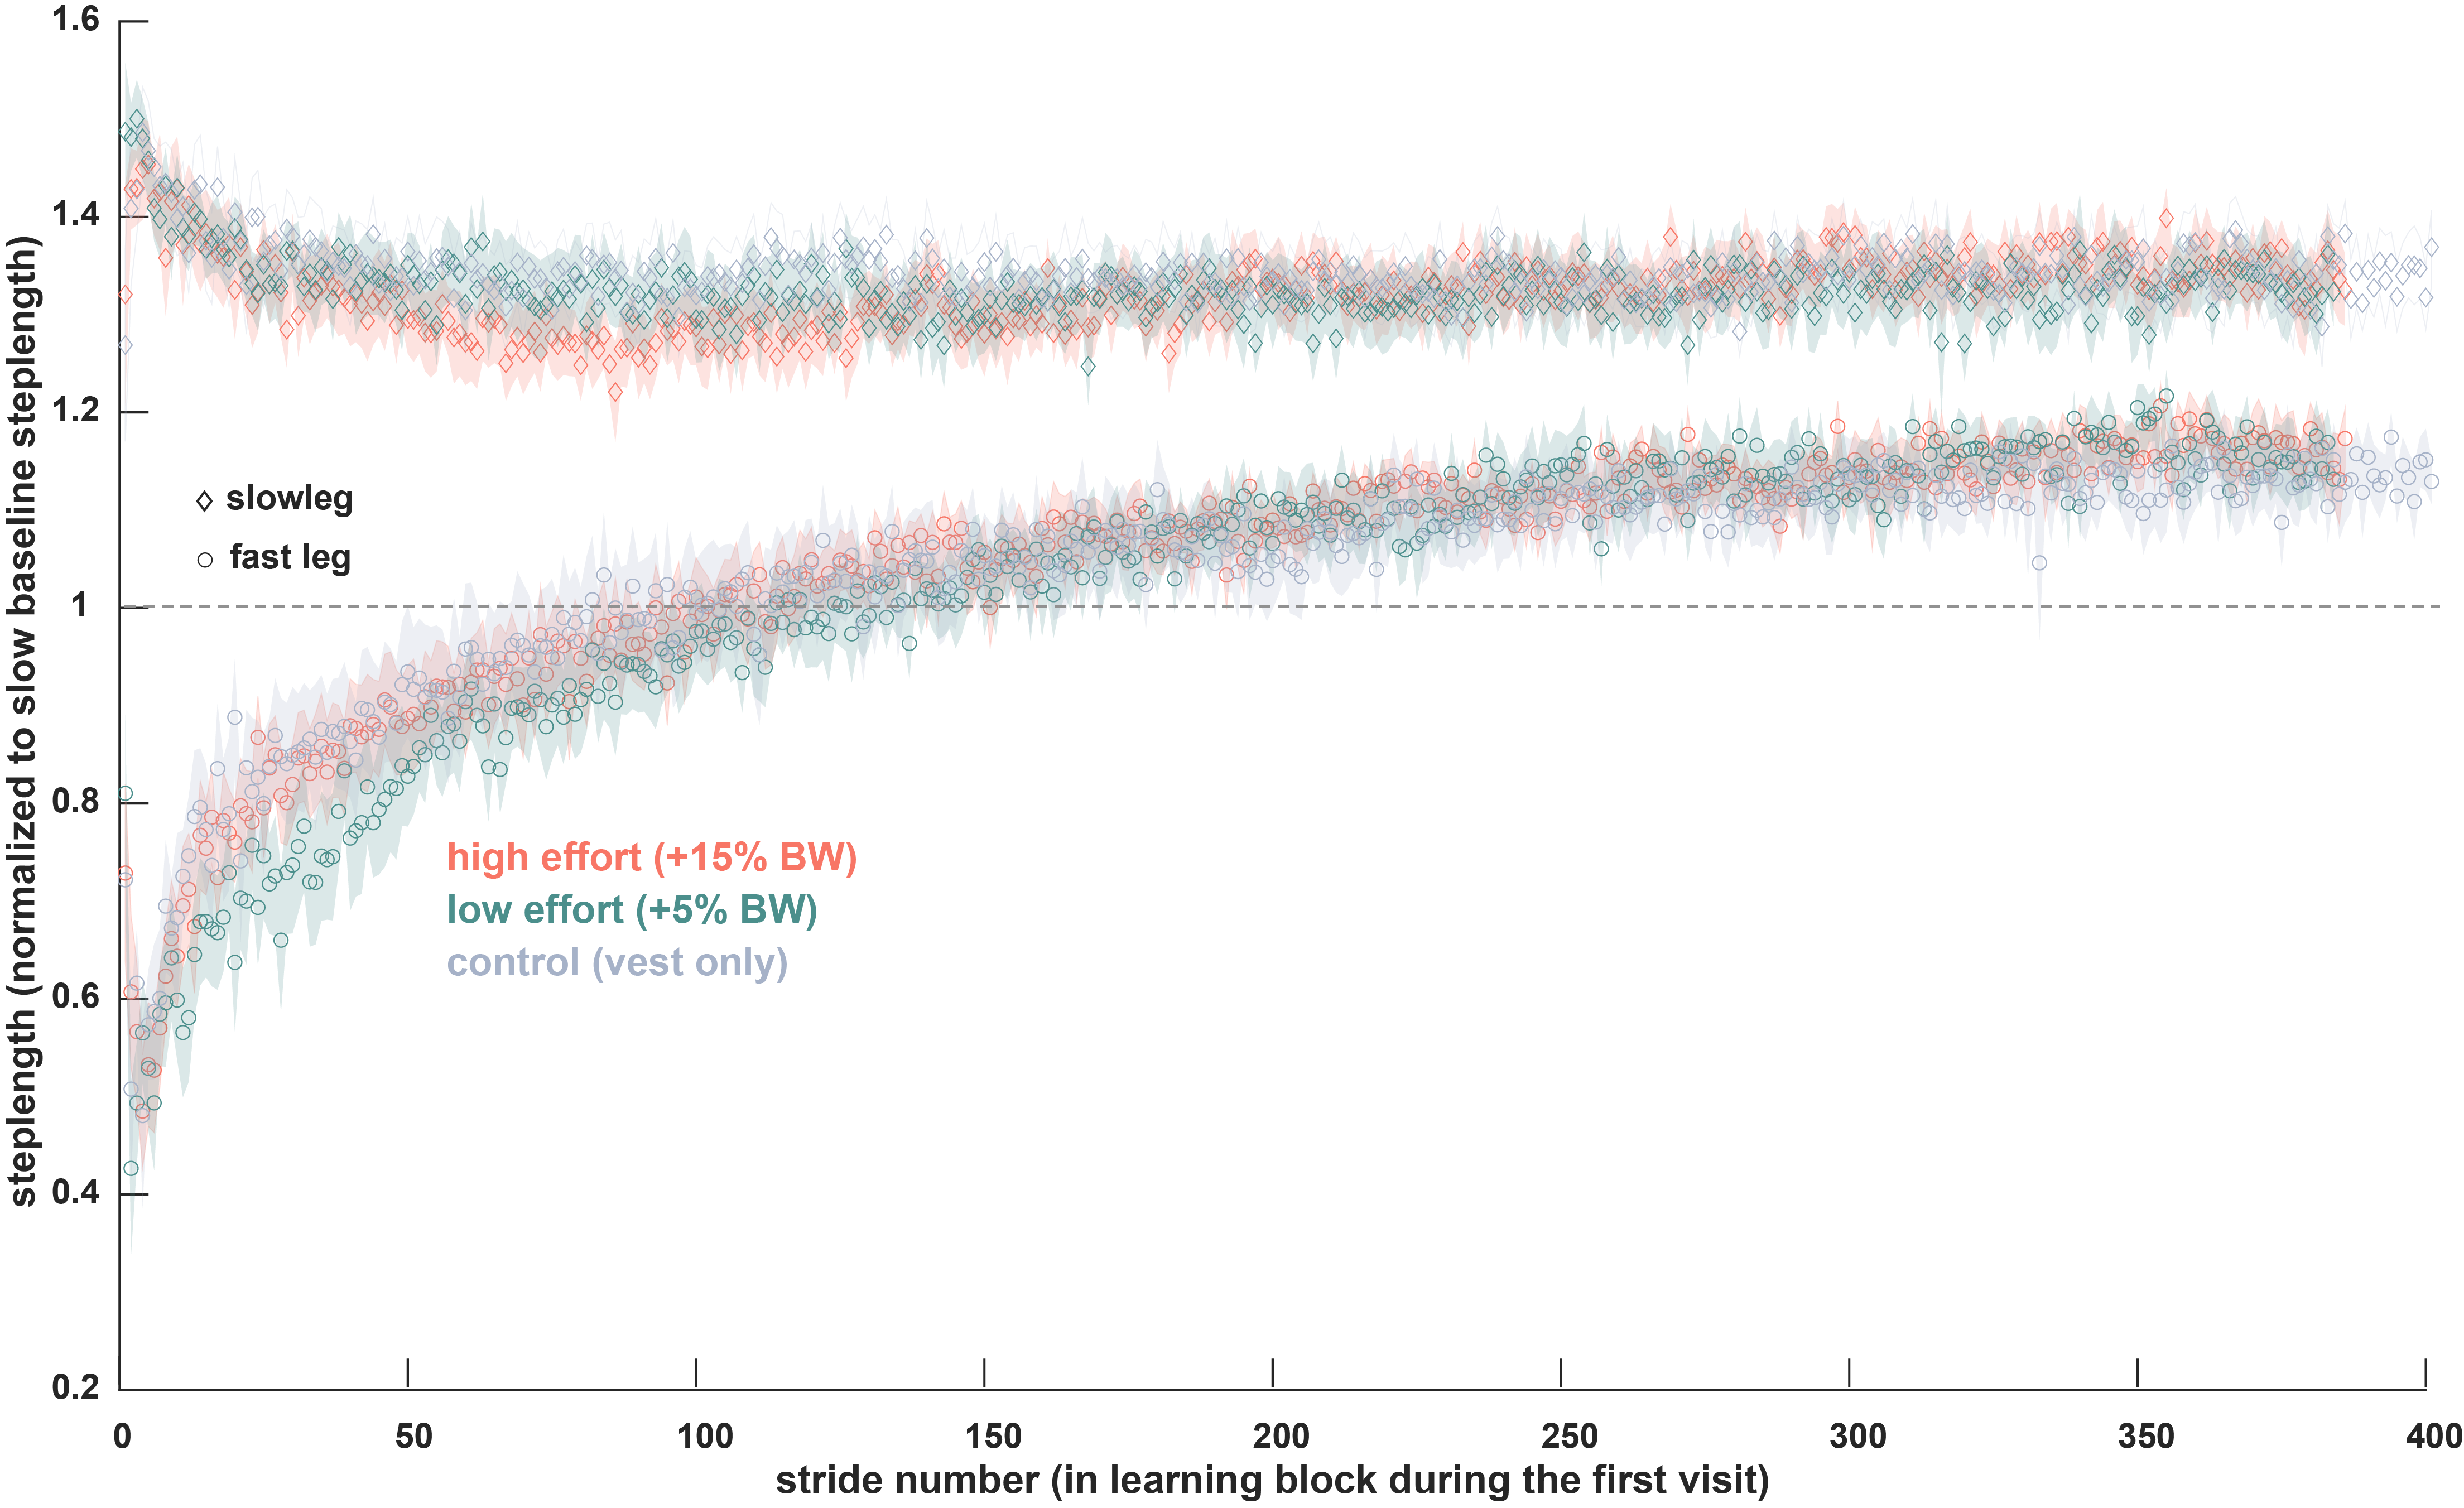 1.6
1.4
1.2
1
0.8
0.6
0.4
0.2
steplength (normalized to slow baseline steplength)
slowleg
fast leg
high effort (+15% BW)
low effort (+5% BW)
control (vest only)
0 50 100 150 200 250 300 350 400
stride number (in learning block during the first visit)